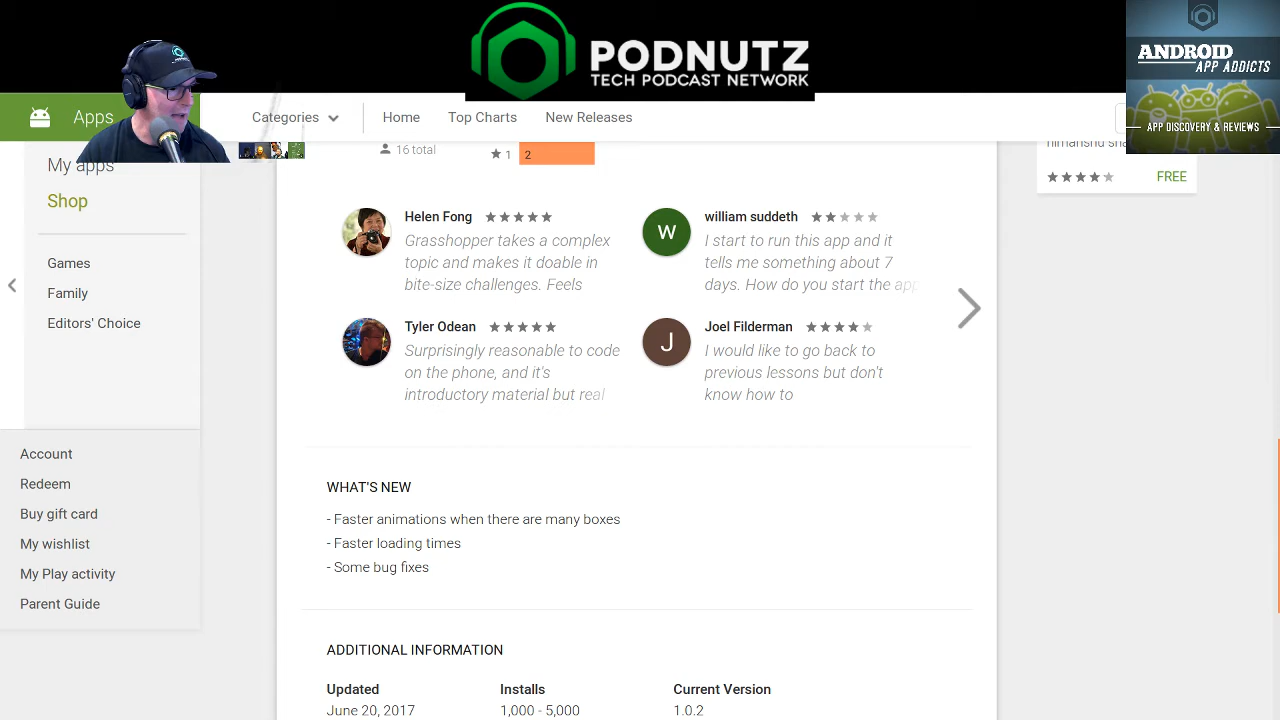 PODNUTZ
TECH PODCAST NETWORK
ANDROID
APP ADDICTS
APP DISCOVERY & REVIEWS
Apps
Categories
Home
Top Charts
New Releases
My apps
Shop
Games
Family
Editors' Choice
Account
Redeem
Buy gift card
My wishlist
My Play activity
Parent Guide
16 total
1
2
FREE
Helen Fong
Grasshopper takes a complex
topic and makes it doable in
bite-size challenges. Feels
william suddeth
W
I start to run this app and it
tells me something about 7
days. How do you start the app
Tyler Odean
Surprisingly reasonable to code
on the phone, and it's
introductory material but real
Joel Filderman
J
I would like to go back to
previous lessons but don't
know how to
WHAT'S NEW
- Faster animations when there are many boxes
- Faster loading times
- Some bug fixes
ADDITIONAL INFORMATION
Updated
June 20, 2017
Installs
1,000 - 5,000
Current Version
1.0.2